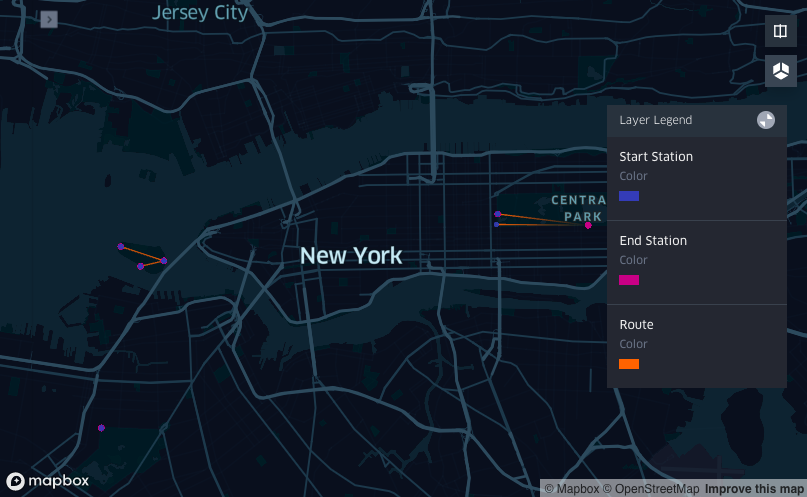 Jersey City
Layer Legend
Start Station
Color
CENTRA
PARK
End Station
Color
New York
Route
Color
mapbox
© Mapbox © OpenStreetMap Improve this map